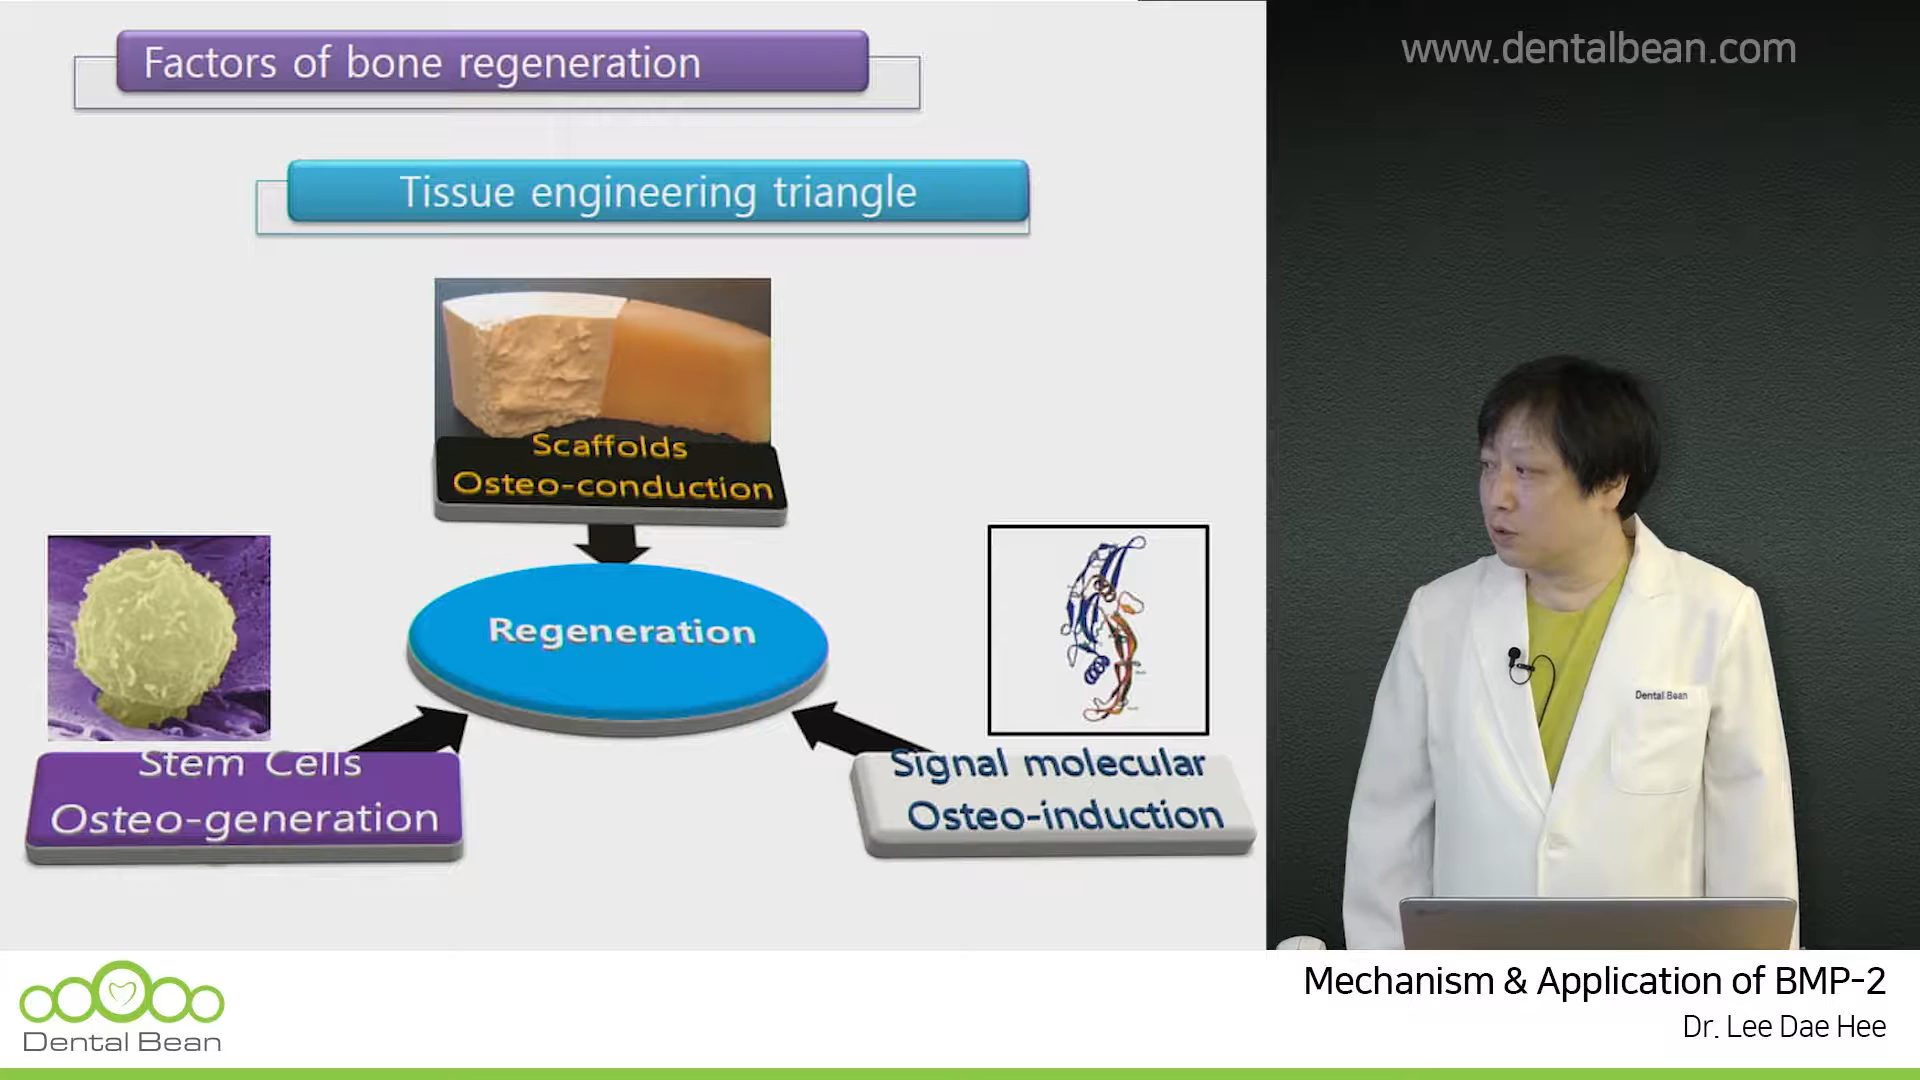 Factors of bone regeneration
www.dentalbean.com
Tissue engineering triangle
Scaffolds
Osteo-conduction
Regeneration
Stem Cells
Osteo-generation
Signal molecular
Osteo-induction
Dental Bean
Dental Bean
Mechanism & Application of BMP-2
Dr. Lee Dae Hee